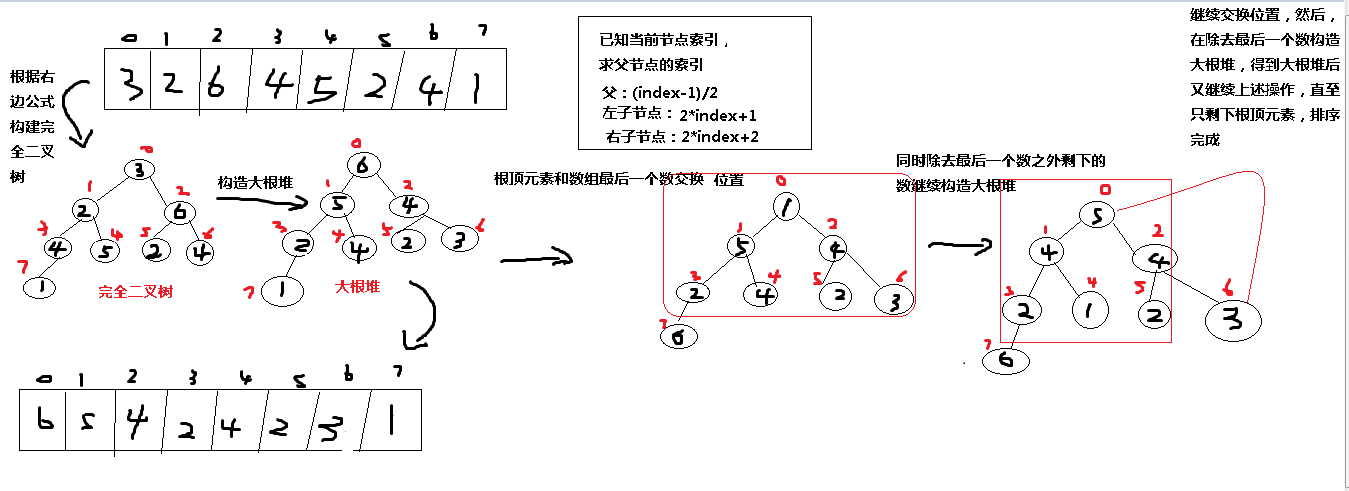 0 1 2 3 4 5 6 7
3 2 6 4 5 2 4 1
根据右
边公式
构建完
全二叉
树
已知当前节点索引，
求父节点的索引
父：(index-1)/2
左子节点：2*index+1
右子节点：2*index+2
继续交换位置，然后，
在除去最后一个数构造
大根堆，得到大根堆后
又继续上述操作，直至
只剩下根顶元素，排序
完成
0
3
1 2
2 6
3 4 5 6
4 5 2 4
7
1
完全二叉树
构造大根堆
0
6
1 2
5 4
3 4 5 6
2 4 2 3
7
1
大根堆
根顶元素和数组最后一个数交换 位置
0
1
1 2
5 4
3 4 5 6
2 4 2 3
7
6
同时除去最后一个数之外剩下的
数继续构造大根堆
0
5
1 2
4 4
3 4 5 6
2 1 2 3
7
6
0 1 2 3 4 5 6 7
6 5 4 2 4 2 3 1